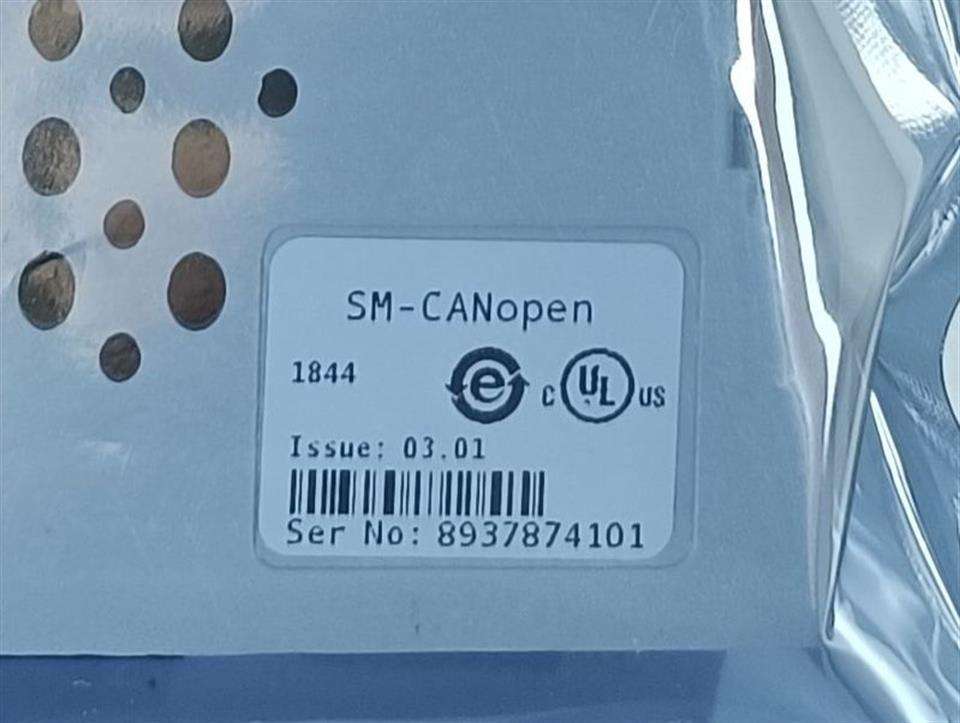 SM-CANopen
1844
e
c UL US
Issue: 03.01
Ser No: 8937874101